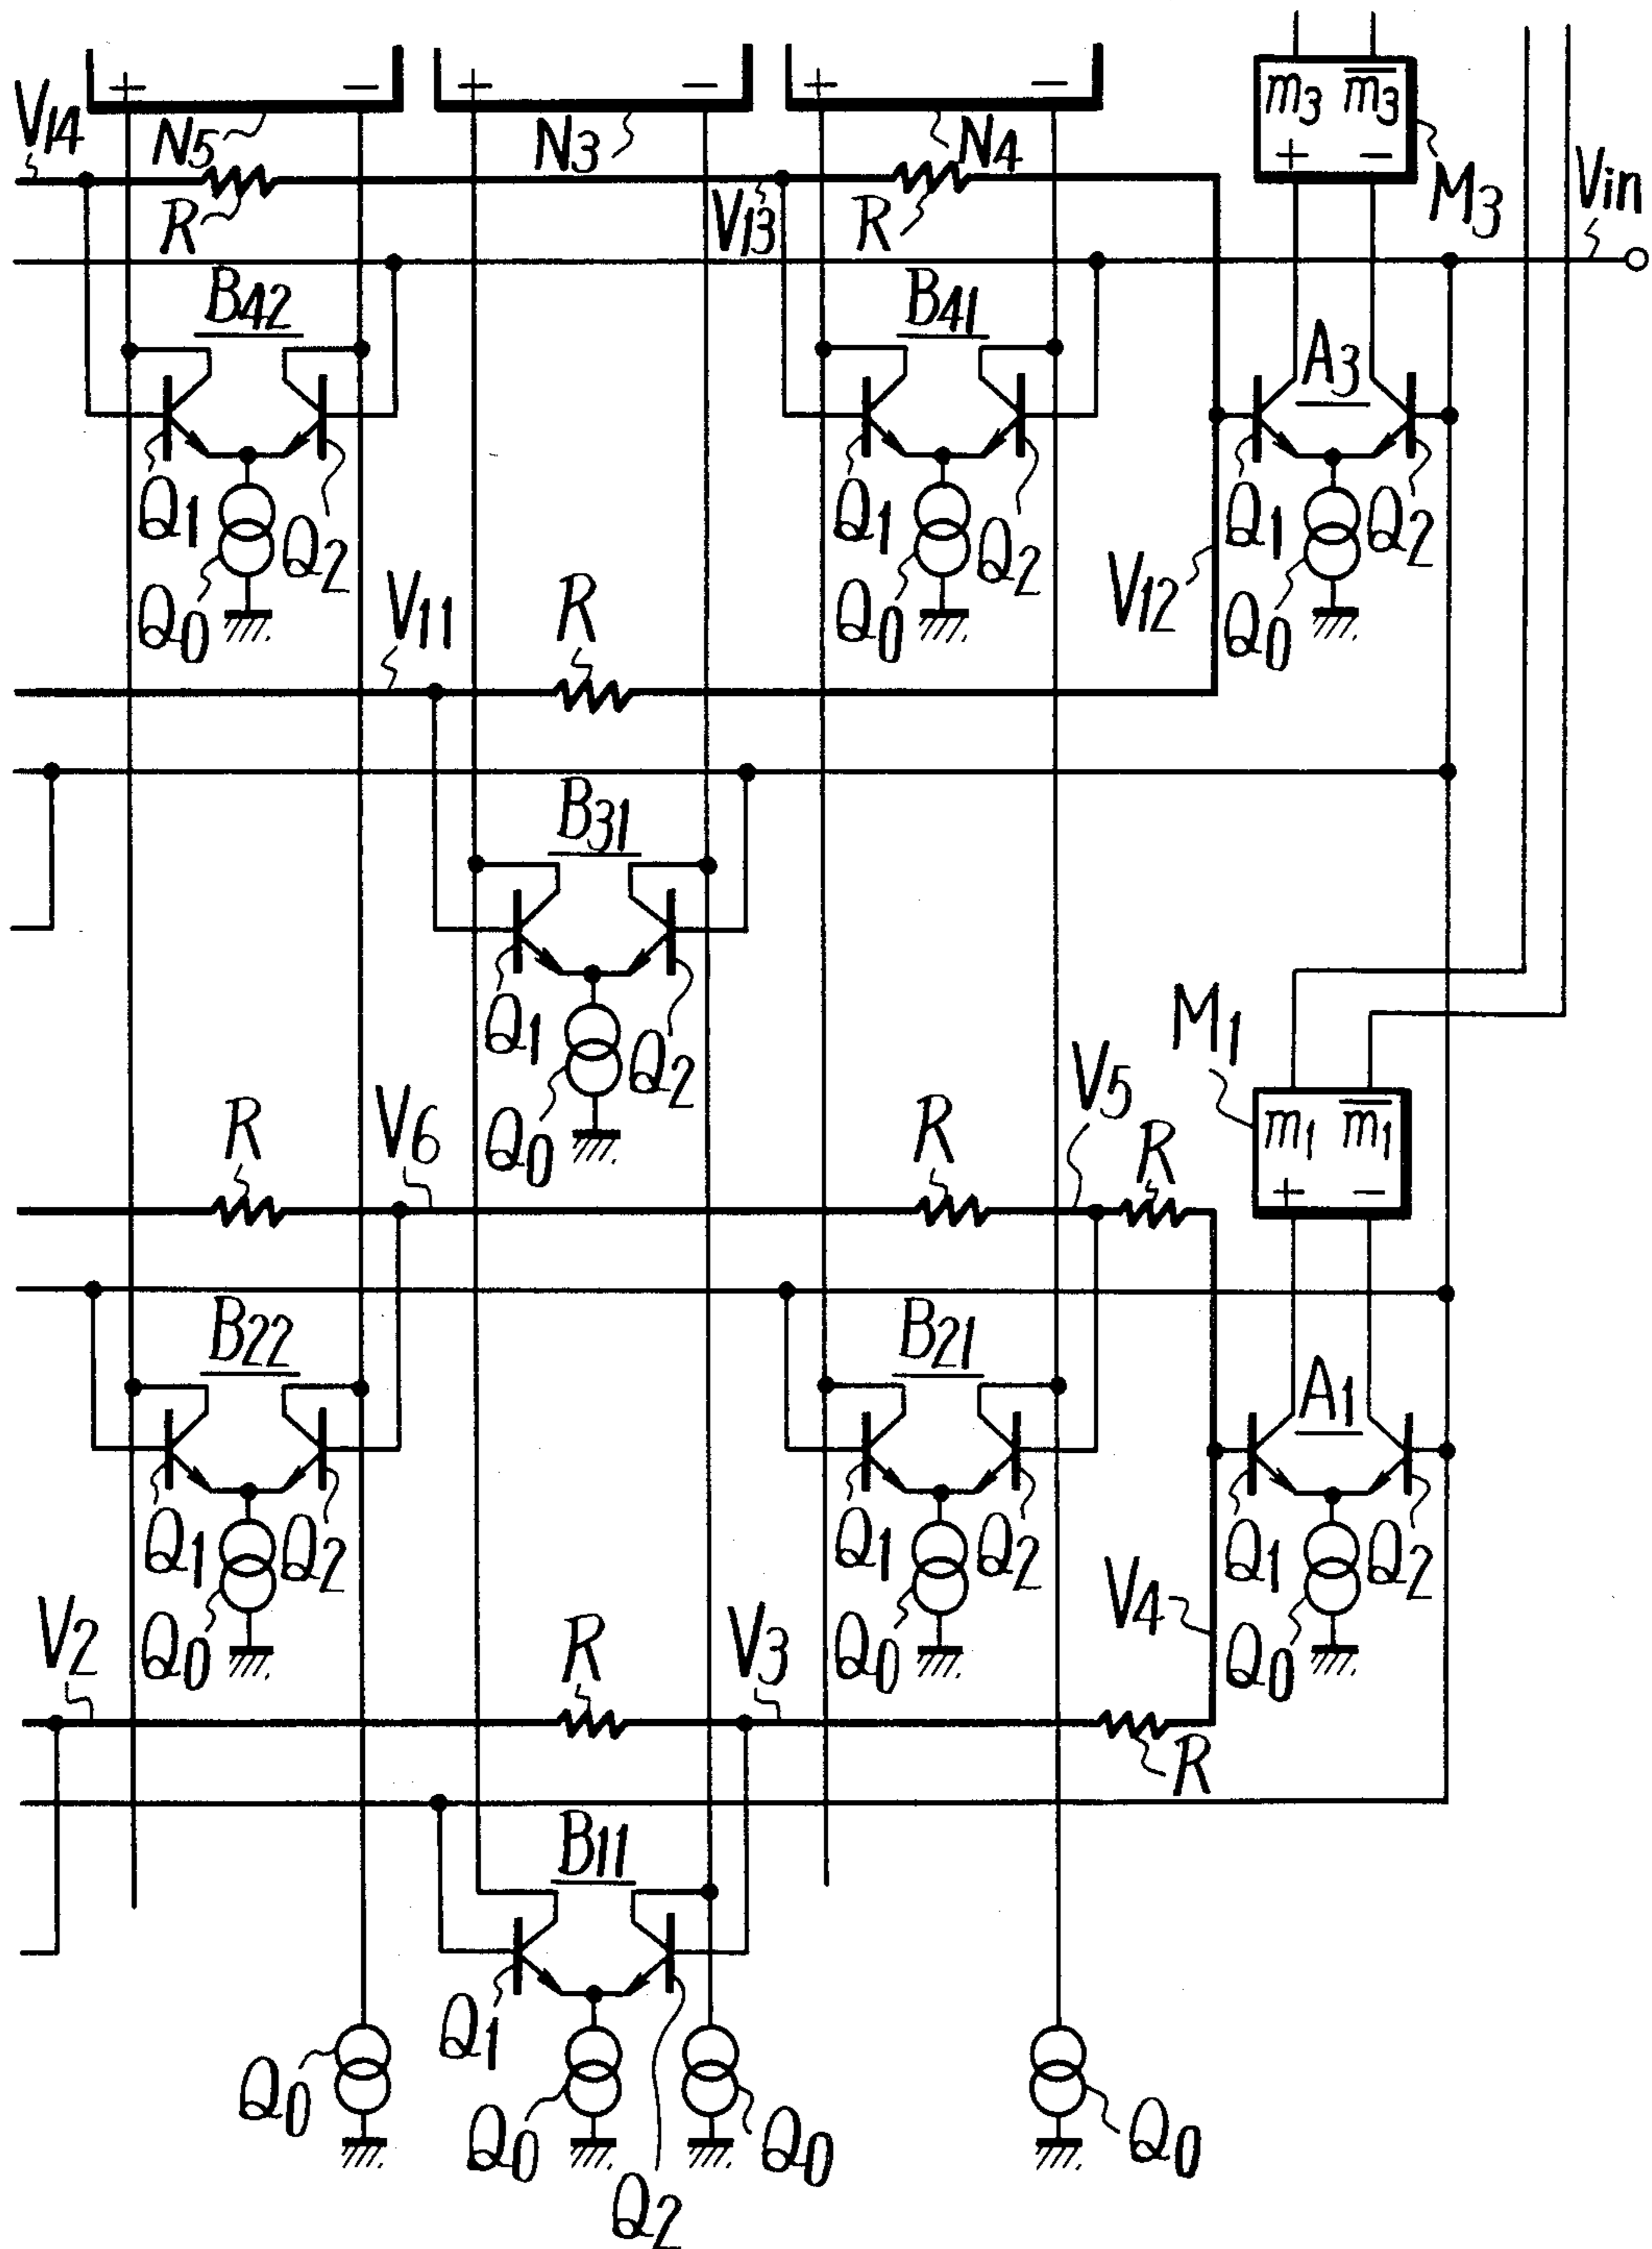 + − + − + − m3 m̅3̅
V14 N5 N3 N4 + − M3 Vin
R V13 R
B42 B41 A3
Q1 Q2 Q1 Q2 Q1 Q2
Q0 V11 R Q0 V12 Q0
B31
Q1 Q2 M1
Q0
R V6 R V5 R m1 m̅1̅
+ −
B22 B21 A1
Q1 Q2 Q1 Q2 Q1 Q2
V2 Q0 R V3 Q0 V4 Q0
R
B11
Q1
Q0 Q0 Q0 Q0
Q2